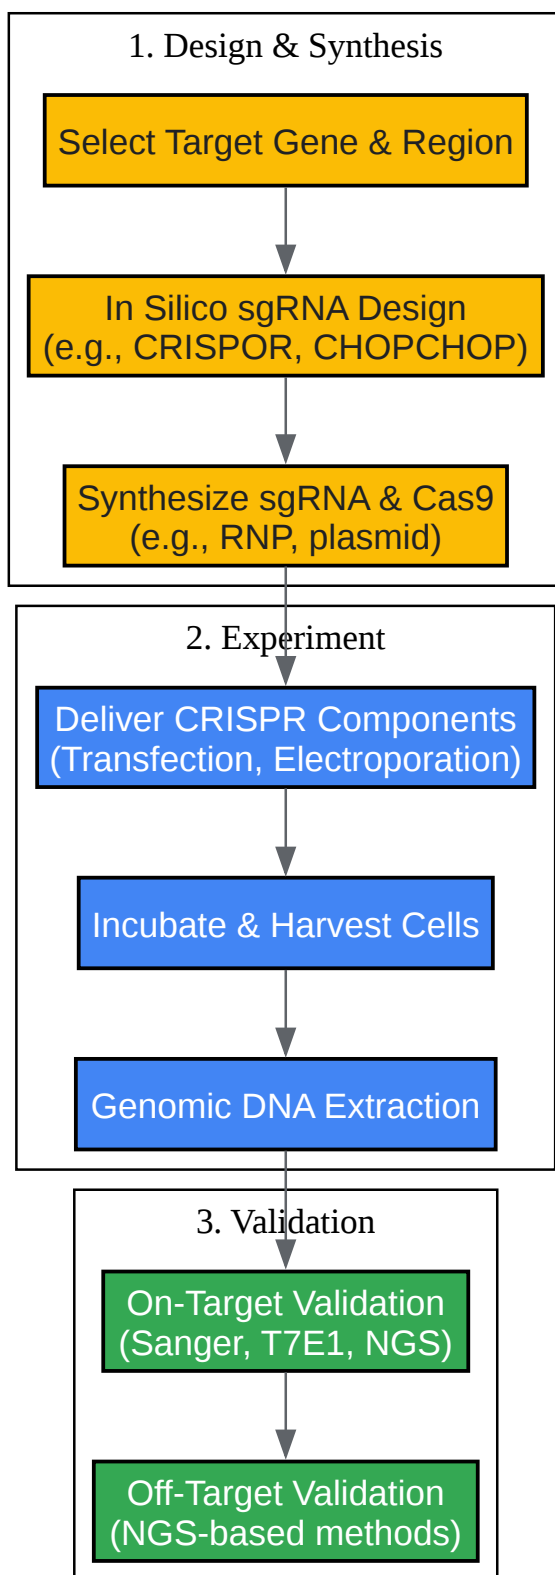 1. Design & Synthesis
Select Target Gene & Region
In Silico sgRNA Design
(e.g., CRISPOR, CHOPCHOP)
Synthesize sgRNA & Cas9
(e.g., RNP, plasmid)
2. Experiment
Deliver CRISPR Components
(Transfection, Electroporation)
Incubate & Harvest Cells
Genomic DNA Extraction
3. Validation
On-Target Validation
(Sanger, T7E1, NGS)
Off-Target Validation
(NGS-based methods)